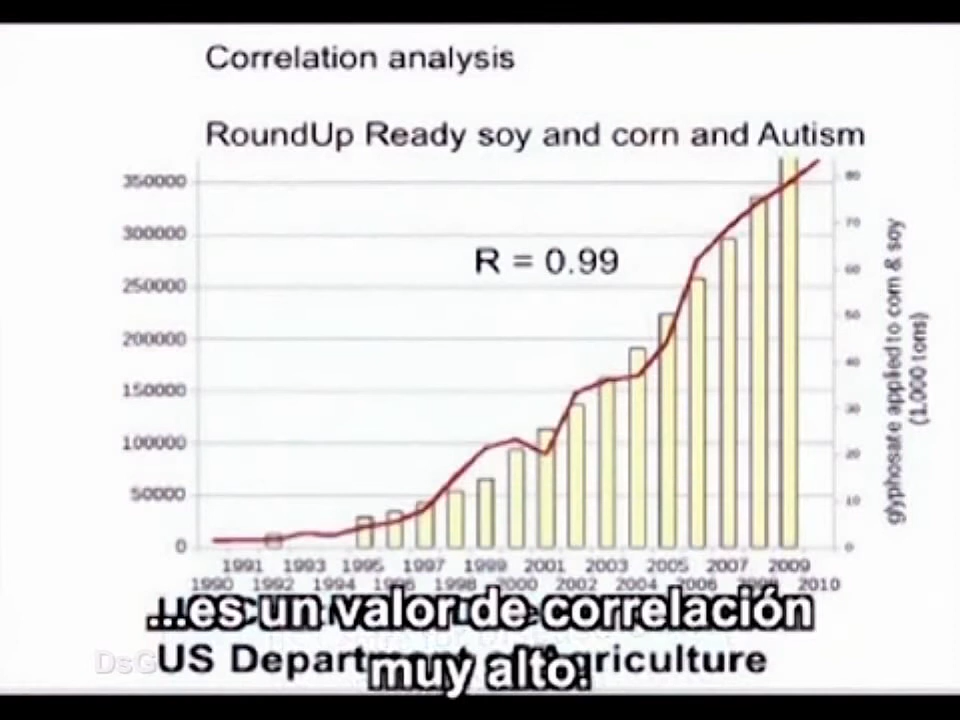 Correlation analysis
RoundUp Ready soy and corn and Autism
350000
300000
250000
200000
150000
100000
50000
0
R = 0.99
80
70
60
50
40
30
20
10
0
glyphosate applied to corn & soy
(1,000 tons)
1991 1993 1995 1997 1999 2001 2003 2005 2007 2009
1990 1992 1994 1996 1998 2000 2002 2004 2006 2008 2010
...es un valor de correlación
muy alto.
DsG
US Department of Agriculture